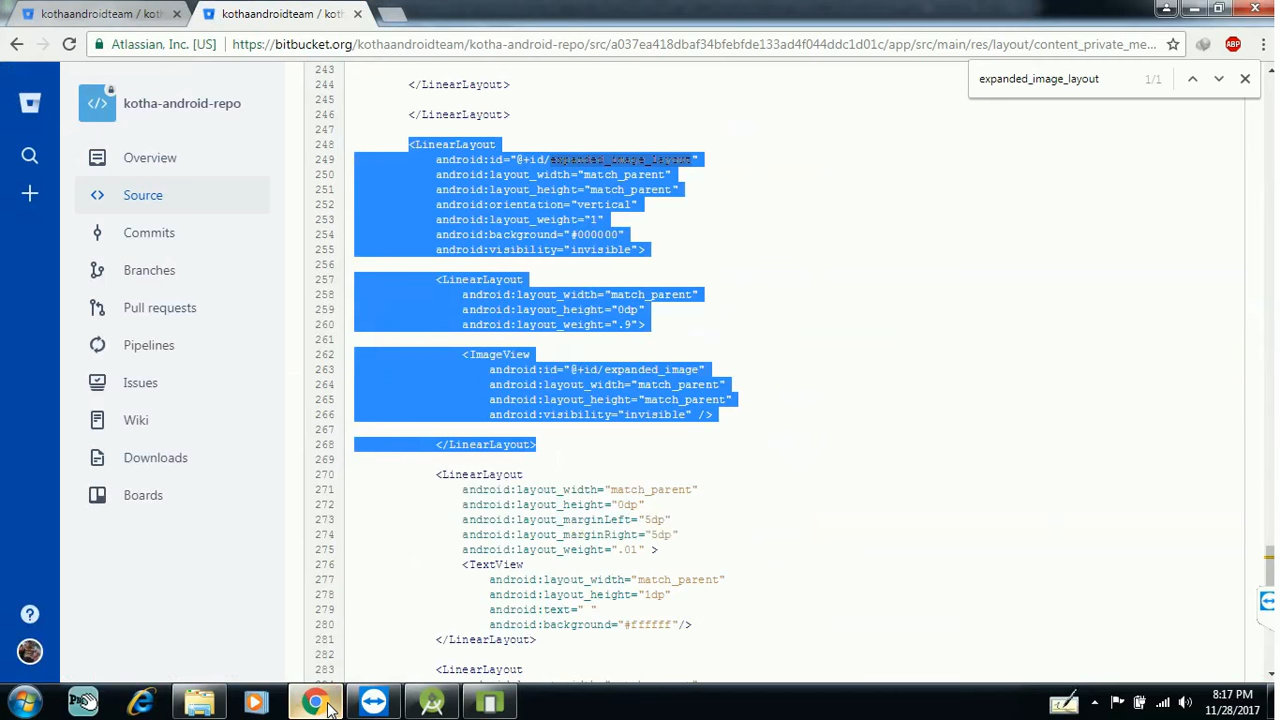 kothaandroidteam / koth
kothaandroidteam / koth
Atlassian, Inc. [US]
https://bitbucket.org/kothaandroidteam/kotha-android-repo/src/a037ea418dbaf34bfebf0fe133ad4f044ddc1d01c/app/src/main/res/layout/content_private_me...
ABP
expanded_image_layout 1/1
kotha-android-repo
Overview
Source
Commits
Branches
Pull requests
Pipelines
Issues
Wiki
Downloads
Boards
243
244 </LinearLayout>
245
246 </LinearLayout>
247
248 <LinearLayout
249 android:id="@+id/expanded_image_layout"
250 android:layout_width="match_parent"
251 android:layout_height="match_parent"
252 android:orientation="vertical"
253 android:layout_weight="1"
254 android:background="#000000"
255 android:visibility="invisible">
256
257 <LinearLayout
258 android:layout_width="match_parent"
259 android:layout_height="0dp"
260 android:layout_weight=".9">
261
262 <ImageView
263 android:id="@+id/expanded_image"
264 android:layout_width="match_parent"
265 android:layout_height="match_parent"
266 android:visibility="invisible" />
267
268 </LinearLayout>
269
270 <LinearLayout
271 android:layout_width="match_parent"
272 android:layout_height="0dp"
273 android:layout_marginLeft="5dp"
274 android:layout_marginRight="5dp"
275 android:layout_weight=".01" >
276 <TextView
277 android:layout_width="match_parent"
278 android:layout_height="1dp"
279 android:text=" "
280 android:background="#ffffff"/>
281 </LinearLayout>
282
283 <LinearLayout
8:17 PM
11/28/2017